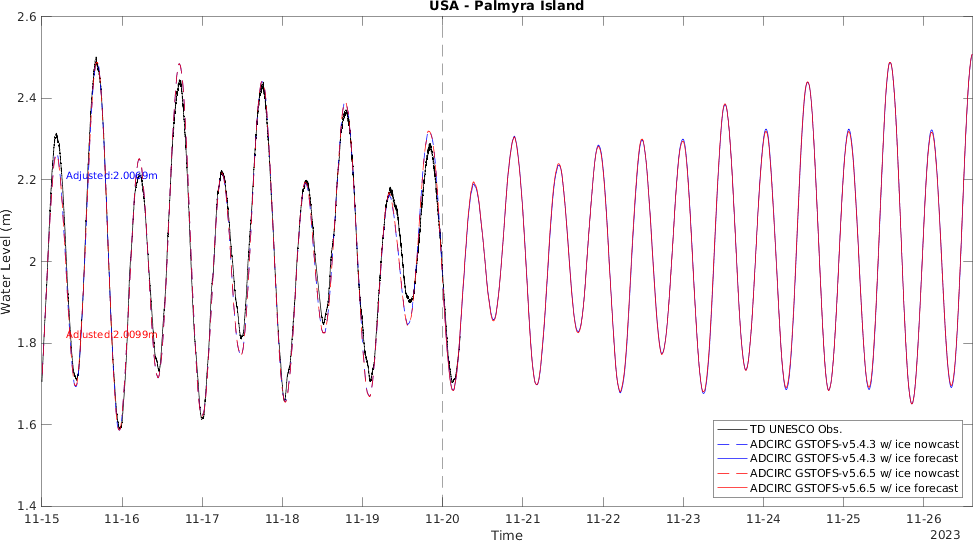 USA - Palmyra Island
2.6
2.4
2.2
2
1.8
1.6
1.4
Water Level (m)
Adjusted:2.0069m
Adjusted:2.0099m
TD UNESCO Obs.
ADCIRC GSTOFS-v5.4.3 w/ ice nowcast
ADCIRC GSTOFS-v5.4.3 w/ ice forecast
ADCIRC GSTOFS-v5.6.5 w/ ice nowcast
ADCIRC GSTOFS-v5.6.5 w/ ice forecast
11-15 11-16 11-17 11-18 11-19 11-20 11-21 11-22 11-23 11-24 11-25 11-26
Time
2023